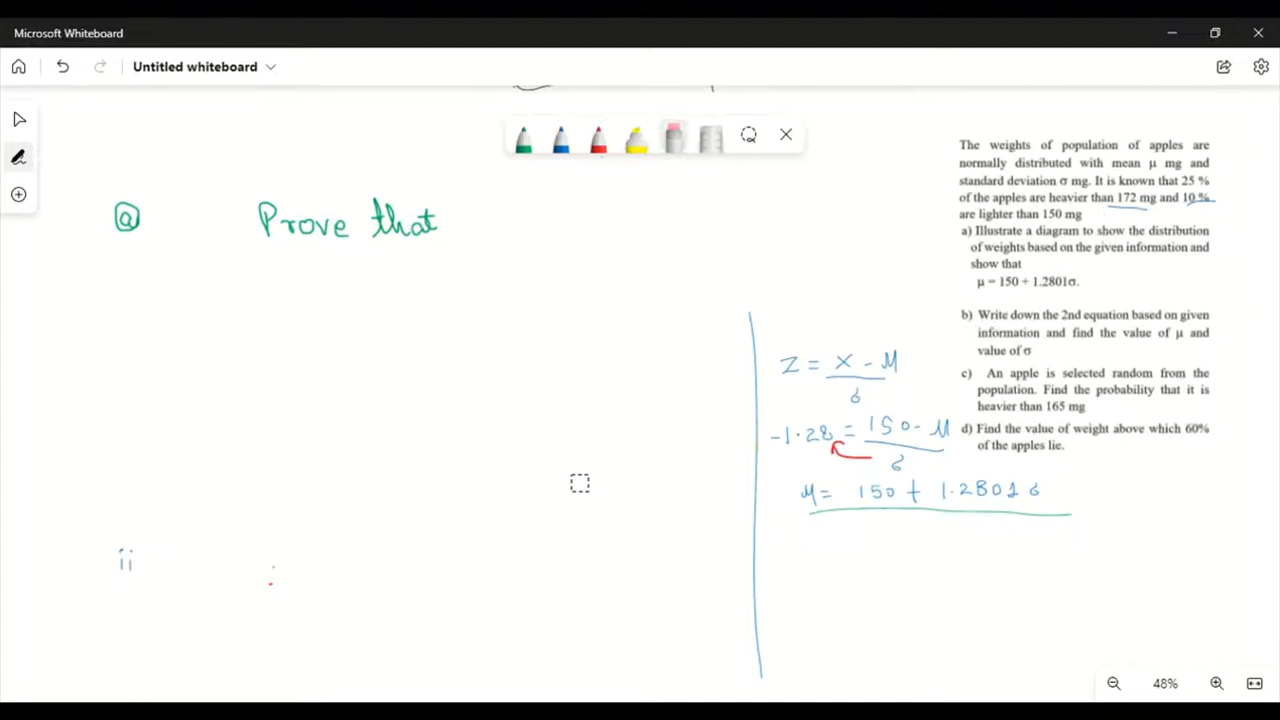 Microsoft Whiteboard
Untitled whiteboard
ⓐ Prove that
ii
The weights of population of apples are
normally distributed with mean μ mg and
standard deviation σ mg. It is known that 25 %
of the apples are heavier than 172 mg and 10 %
are lighter than 150 mg
a) Illustrate a diagram to show the distribution
of weights based on the given information and
show that
μ = 150 + 1.2801σ.
b) Write down the 2nd equation based on given
information and find the value of μ and
value of σ
c) An apple is selected random from the
population. Find the probability that it is
heavier than 165 mg
d) Find the value of weight above which 60%
of the apples lie.
Z = X - M
6
-1.28 = 150 - M
6
M = 150 + 1.2801 6
48%